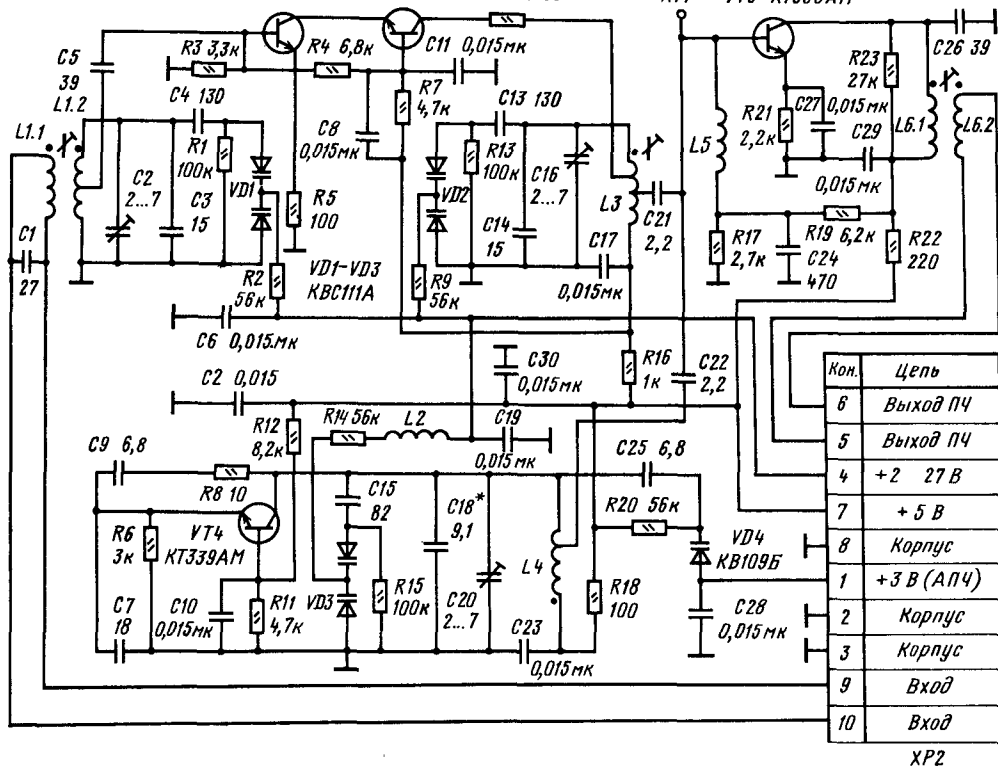 C5
39
R3 3,3к
R4 6,8к
C11 0,015мк
C26 39
R23
27к
L1.1
L1.2
C4 130
R1
100к
C2
2...7
C3
15
VD1
R5
100
R2
56к
C8
0,015мк
R7
4,7к
C13 130
VD2
R13
100к
C16
2...7
C14
15
R9
56к
C17
0,015мк
L3
C21
2,2
L5
R21
2,2к
C27
0,015мк
C29
0,015мк
L6.1
L6.2
R17
2,7к
R19
6,2к
C24
470
R22
220
C1
27
VD1-VD3
КВС111А
C6 0,015мк
C30
0,015мк
R16
1к
C22
2,2
C2 0,015
R12
8,2к
R14 56к
L2
C19
0,015мк
C25 6,8
C9 6,8
R8 10
C15
82
C18*
9,1
R20 56к
VD4
КВ109Б
R6
3к
VT4
КТ339АМ
C7
18
C10
0,015мк
R11
4,7к
VD3
R15
100к
C20
2...7
L4
R18
100
C23
0,015мк
C28
0,015мк
Кон. Цепь
6 Выход ПЧ
5 Выход ПЧ
4 +2 27 В
7 +5 В
8 Корпус
1 +3 В (АПЧ)
2 Корпус
3 Корпус
9 Вход
10 Вход
XP2